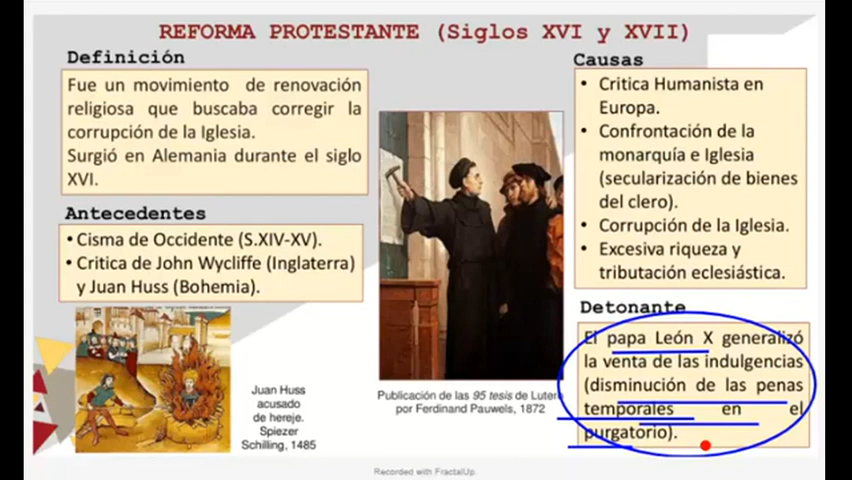 REFORMA PROTESTANTE (Siglos XVI y XVII)
Definición
Fue un movimiento de renovación
religiosa que buscaba corregir la
corrupción de la Iglesia.
Surgió en Alemania durante el siglo
XVI.
Antecedentes
• Cisma de Occidente (S.XIV-XV).
• Critica de John Wycliffe (Inglaterra)
y Juan Huss (Bohemia).
Juan Huss
acusado
de hereje.
Spiezer
Schilling, 1485
Publicación de las 95 tesis de Lutero
por Ferdinand Pauwels, 1872
Causas
• Critica Humanista en
Europa.
• Confrontación de la
monarquía e Iglesia
(secularización de bienes
del clero).
• Corrupción de la Iglesia.
• Excesiva riqueza y
tributación eclesiástica.
Detonante
El papa León X generalizó
la venta de las indulgencias
(disminución de las penas
temporales en el
purgatorio).
Recorded with FractalUp